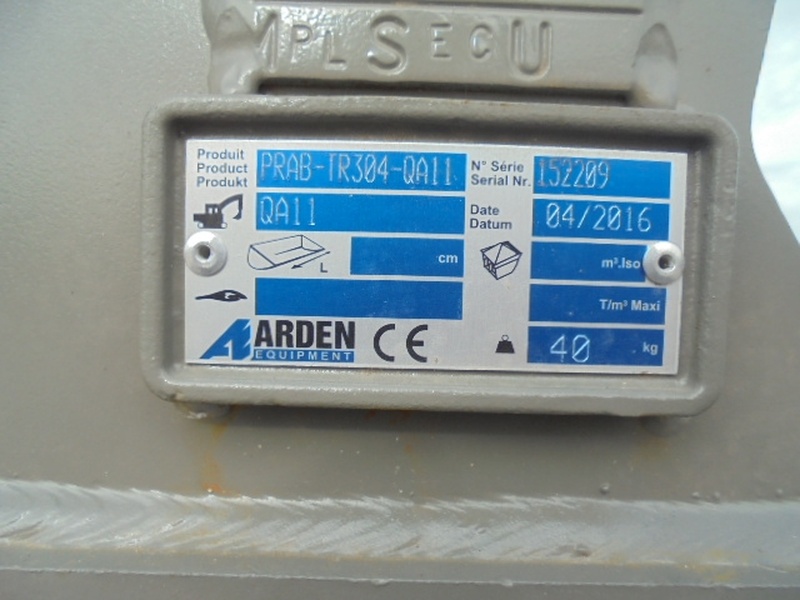 MPLSECU
Produit
Product
Produkt
PRAB-TR304-QA11
N° Série
Serial Nr.
152209
QA11
Date
Datum
04/2016
L
cm
m³.Iso
T/m³ Maxi
ARDEN
EQUIPMENT
CE
40
kg